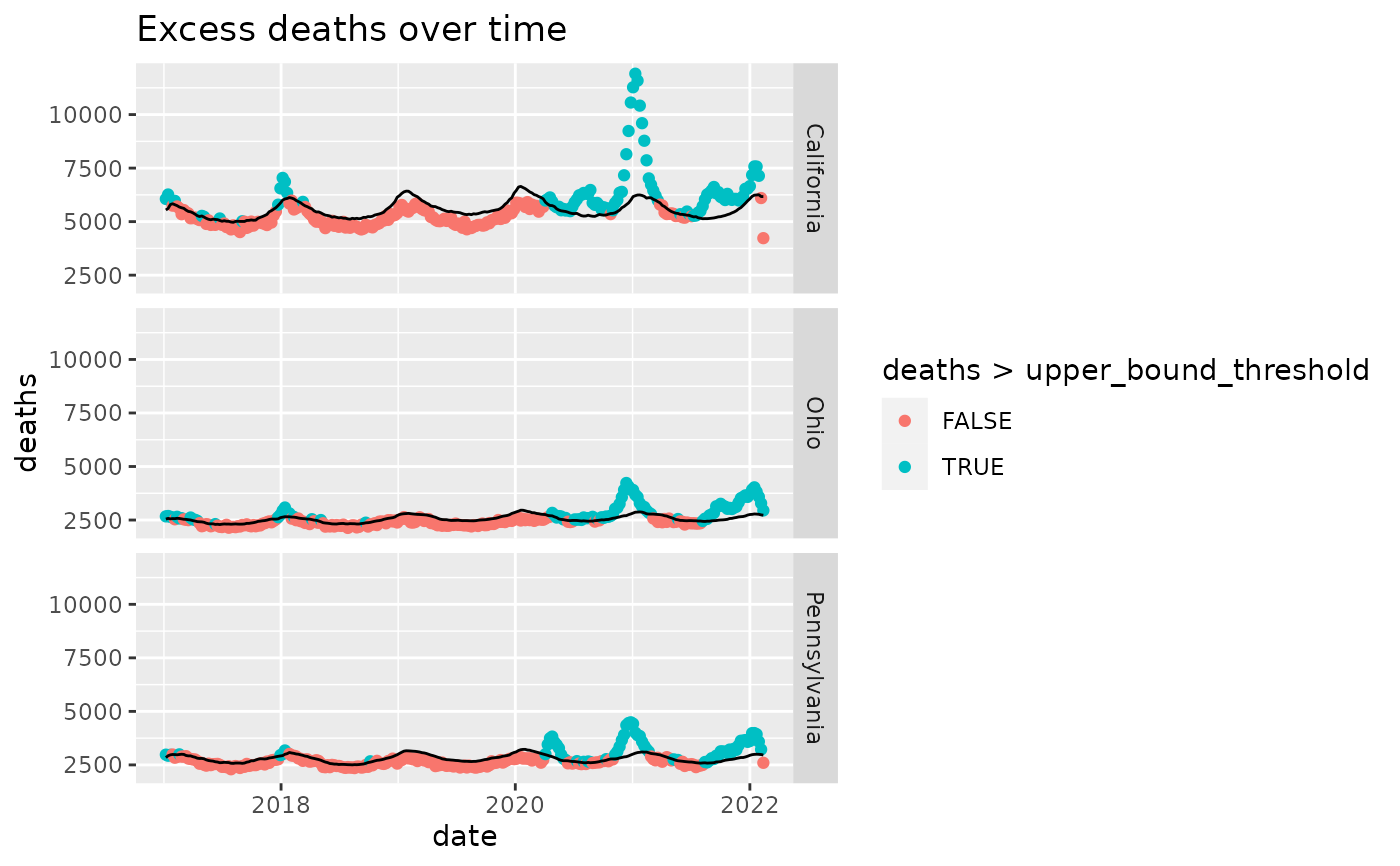 Excess deaths over time
deaths
10000
7500
5000
2500
California
10000
7500
5000
2500
Ohio
10000
7500
5000
2500
Pennsylvania
2018
2020
2022
date
deaths > upper_bound_threshold
FALSE
TRUE